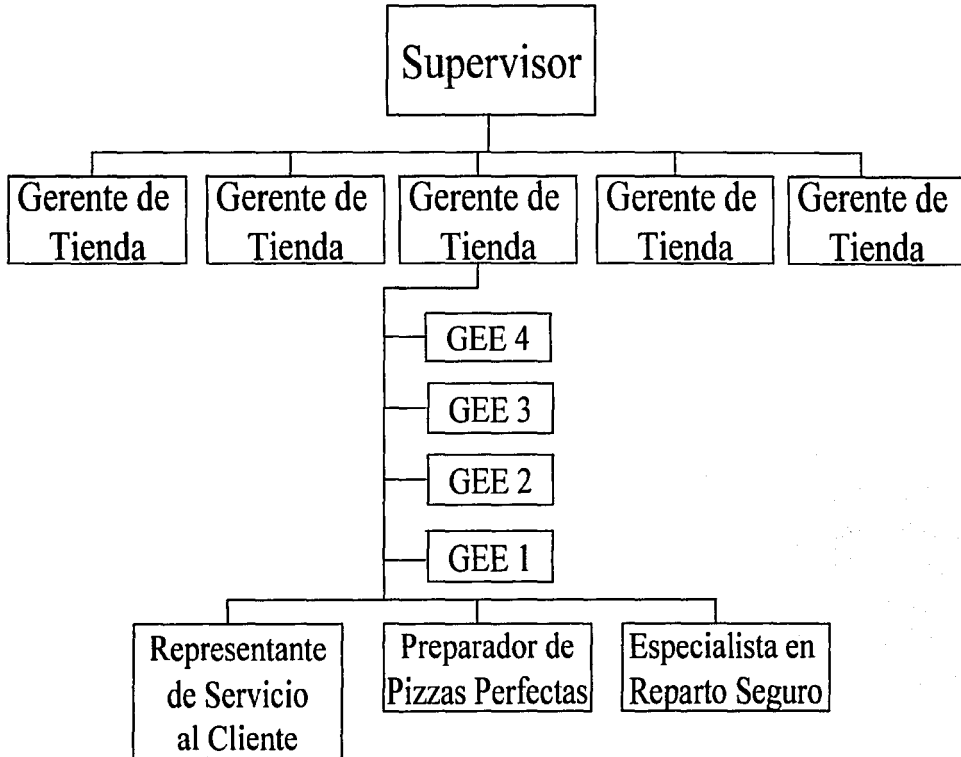 Supervisor
Gerente de
Tienda
Gerente de
Tienda
Gerente de
Tienda
Gerente de
Tienda
Gerente de
Tienda
GEE 4
GEE 3
GEE 2
GEE 1
Representante
de Servicio
al Cliente
Preparador de
Pizzas Perfectas
Especialista en
Reparto Seguro